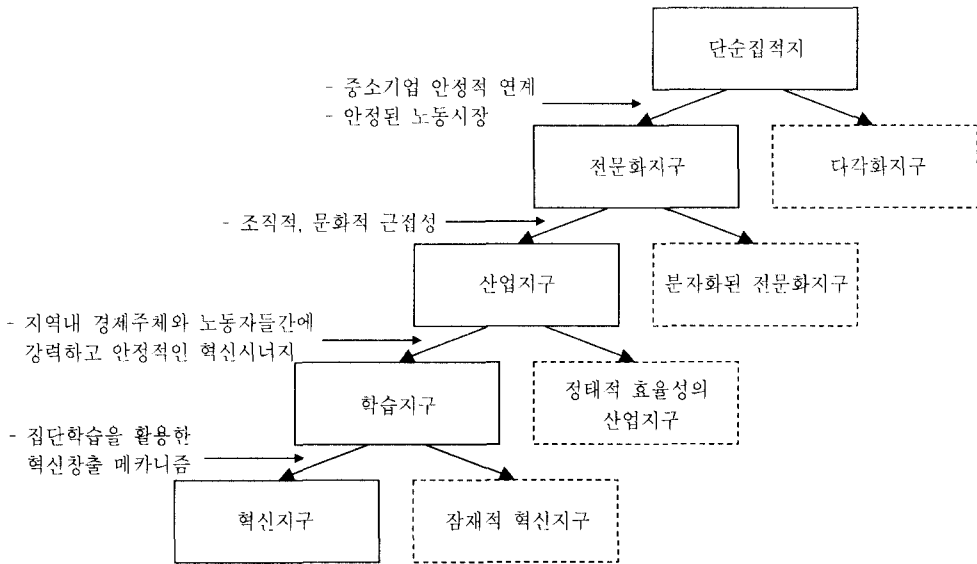 단순집적지
- 중소기업 안정적 연계
- 안정된 노동시장
전문화지구
다각화지구
- 조직적, 문화적 근접성
산업지구
분자화된 전문화지구
- 지역내 경제주체와 노동자들간에
강력하고 안정적인 혁신시너지
학습지구
정태적 효율성의
산업지구
- 집단학습을 활용한
혁신창출 메카니즘
혁신지구
잠재적 혁신지구